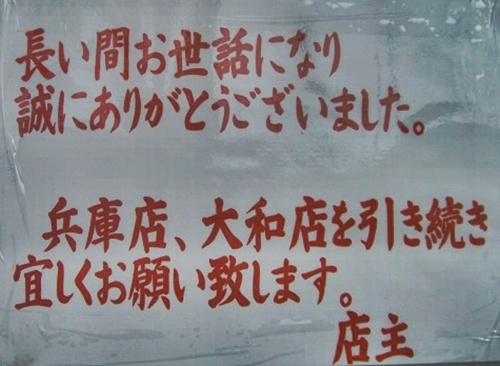 長い間お世話になり
誠にありがとうございました。
兵庫店、大和店を引き続き
宜しくお願い致します。
店主